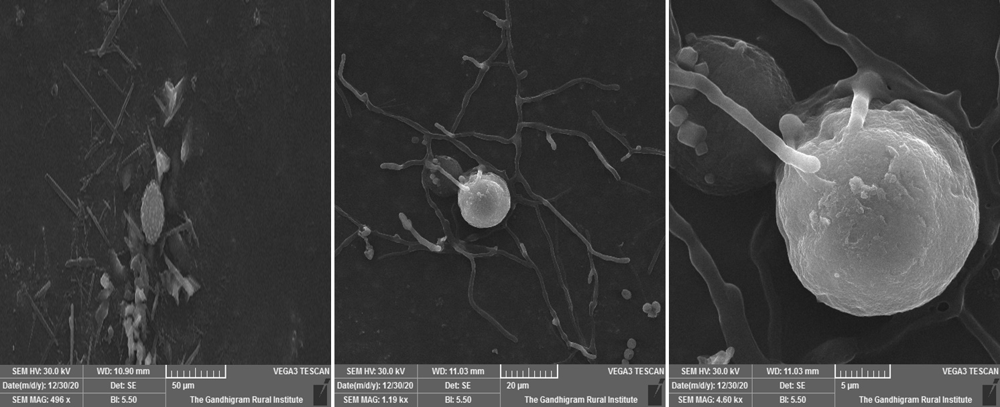 SEM HV: 30.0 kV WD: 10.90 mm VEGA3 TESCAN
Date(m/d/y): 12/30/20 Det: SE 50 µm
SEM MAG: 496 x BI: 5.50 The Gandhigram Rural Institute
SEM HV: 30.0 kV WD: 11.03 mm VEGA3 TESCAN
Date(m/d/y): 12/30/20 Det: SE 20 µm
SEM MAG: 1.19 kx BI: 5.50 The Gandhigram Rural Institute
SEM HV: 30.0 kV WD: 11.03 mm VEGA3 TESCAN
Date(m/d/y): 12/30/20 Det: SE 5 µm
SEM MAG: 4.60 kx BI: 5.50 The Gandhigram Rural Institute